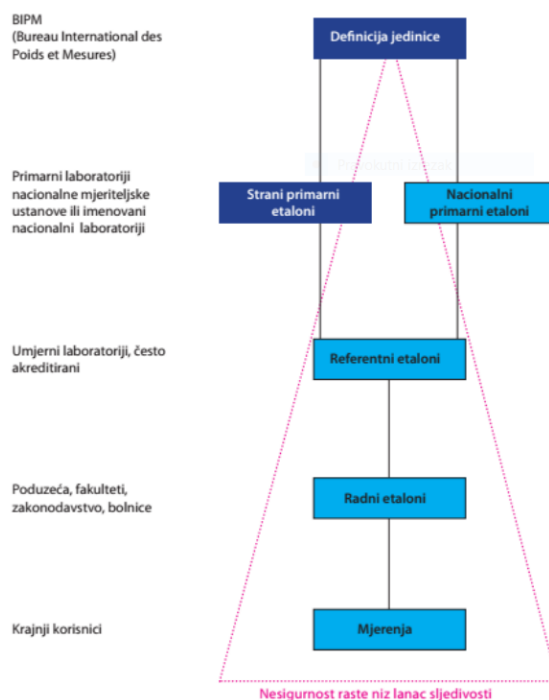 BIPM
(Bureau International des
Poids et Mesures)
Definicija jedinice
Primarni laboratoriji
nacionalne mjeriteljske
ustanove ili imenovani
nacionalni laboratoriji
Strani primarni
etaloni
Nacionalni
primarni etaloni
Umjerni laboratoriji, često
akreditirani
Referentni etaloni
Poduzeća, fakulteti,
zakonodavstvo, bolnice
Radni etaloni
Krajnji korisnici
Mjerenja
Nesigurnost raste niz lanac sljedivosti